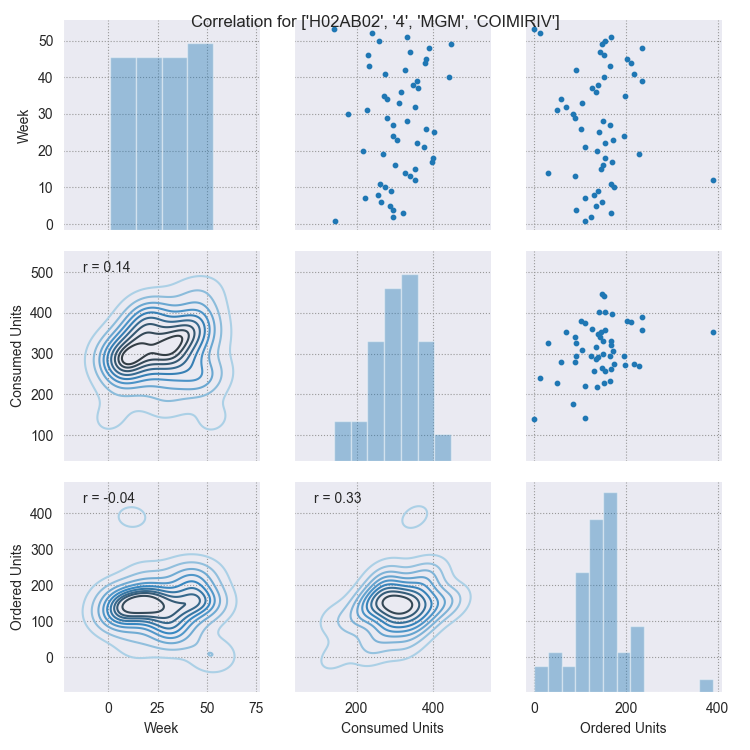 Correlation for ['H02AB02', '4', 'MGM', 'COIMIRIV']
50
40
30
20
10
0
Week
r = 0.14
500
400
300
200
100
Consumed Units
r = -0.04
r = 0.33
400
300
200
100
0
Ordered Units
0 25 50 75
200 400
0 200 400
Week
Consumed Units
Ordered Units